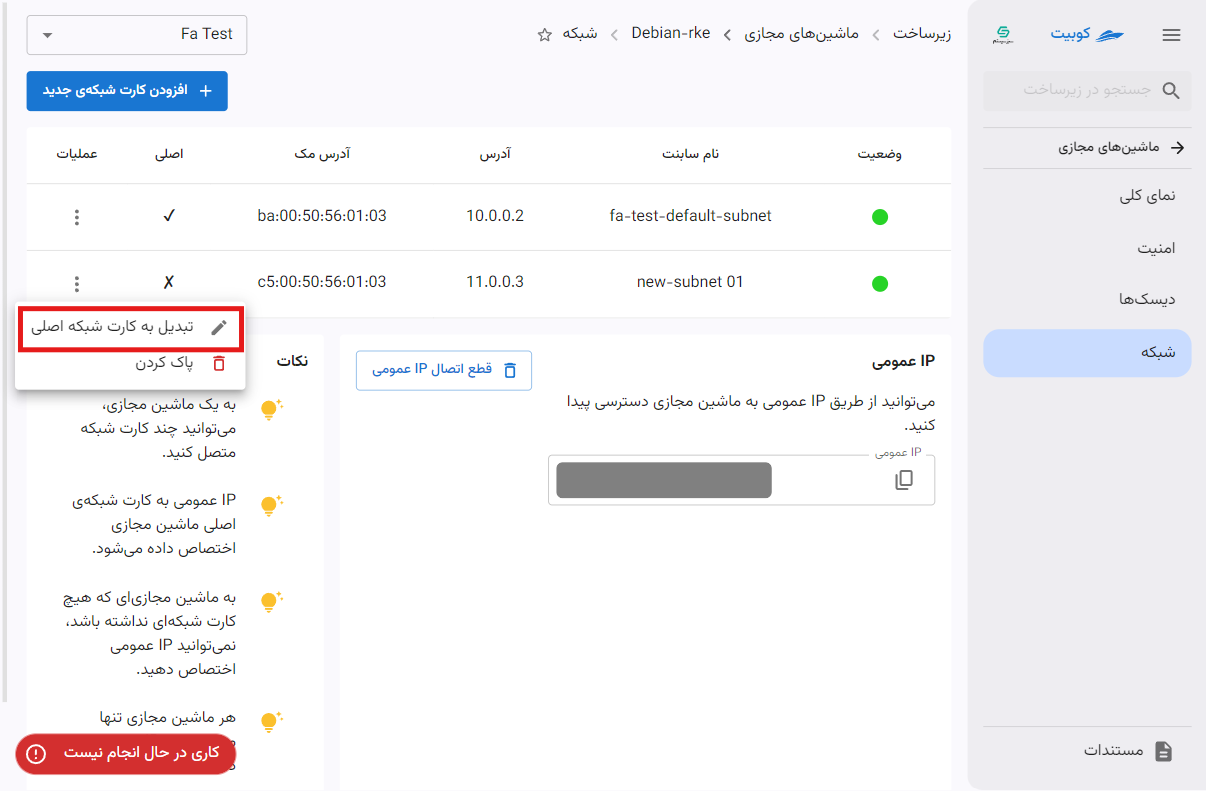 کوبیت
جستجو در زیرساخت
ماشین‌های مجازی
نمای کلی
امنیت
دیسک‌ها
شبکه
مستندات
زیرساخت > ماشین‌های مجازی > Debian-rke > شبکه
Fa Test
افزودن کارت شبکه‌ی جدید +
وضعیت نام سابنت آدرس آدرس مک اصلی عملیات
fa-test-default-subnet 10.0.0.2 ba:00:50:56:01:03 ✓
new-subnet 01 11.0.0.3 c5:00:50:56:01:03 ✗
تبدیل به کارت شبکه اصلی
پاک کردن
IP عمومی
قطع اتصال IP عمومی
می‌توانید از طریق IP عمومی به ماشین مجازی دسترسی پیدا
کنید.
IP عمومی
نکات
به یک ماشین مجازی،
می‌توانید چند کارت شبکه
متصل کنید.
IP عمومی به کارت شبکه‌ی
اصلی ماشین مجازی
اختصاص داده می‌شود.
به ماشین مجازی‌ای که هیچ
کارت شبکه‌ای نداشته باشد،
نمی‌توانید IP عمومی
اختصاص دهید.
هر ماشین مجازی تنها
کاری در حال انجام نیست